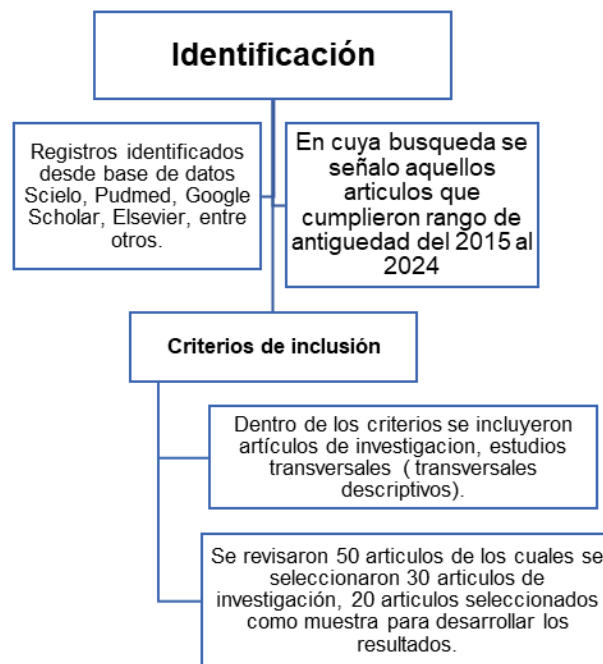 Identificación
Registros identificados
desde base de datos
Scielo, Pudmed, Google
Scholar, Elsevier, entre
otros.
En cuya busqueda se
señalo aquellos
articulos que
cumplieron rango de
antiguedad del 2015 al
2024
Criterios de inclusión
Dentro de los criterios se incluyeron
artículos de investigacion, estudios
transversales ( transversales
descriptivos).
Se revisaron 50 articulos de los cuales se
seleccionaron 30 articulos de
investigación, 20 articulos seleccionados
como muestra para desarrollar los
resultados.